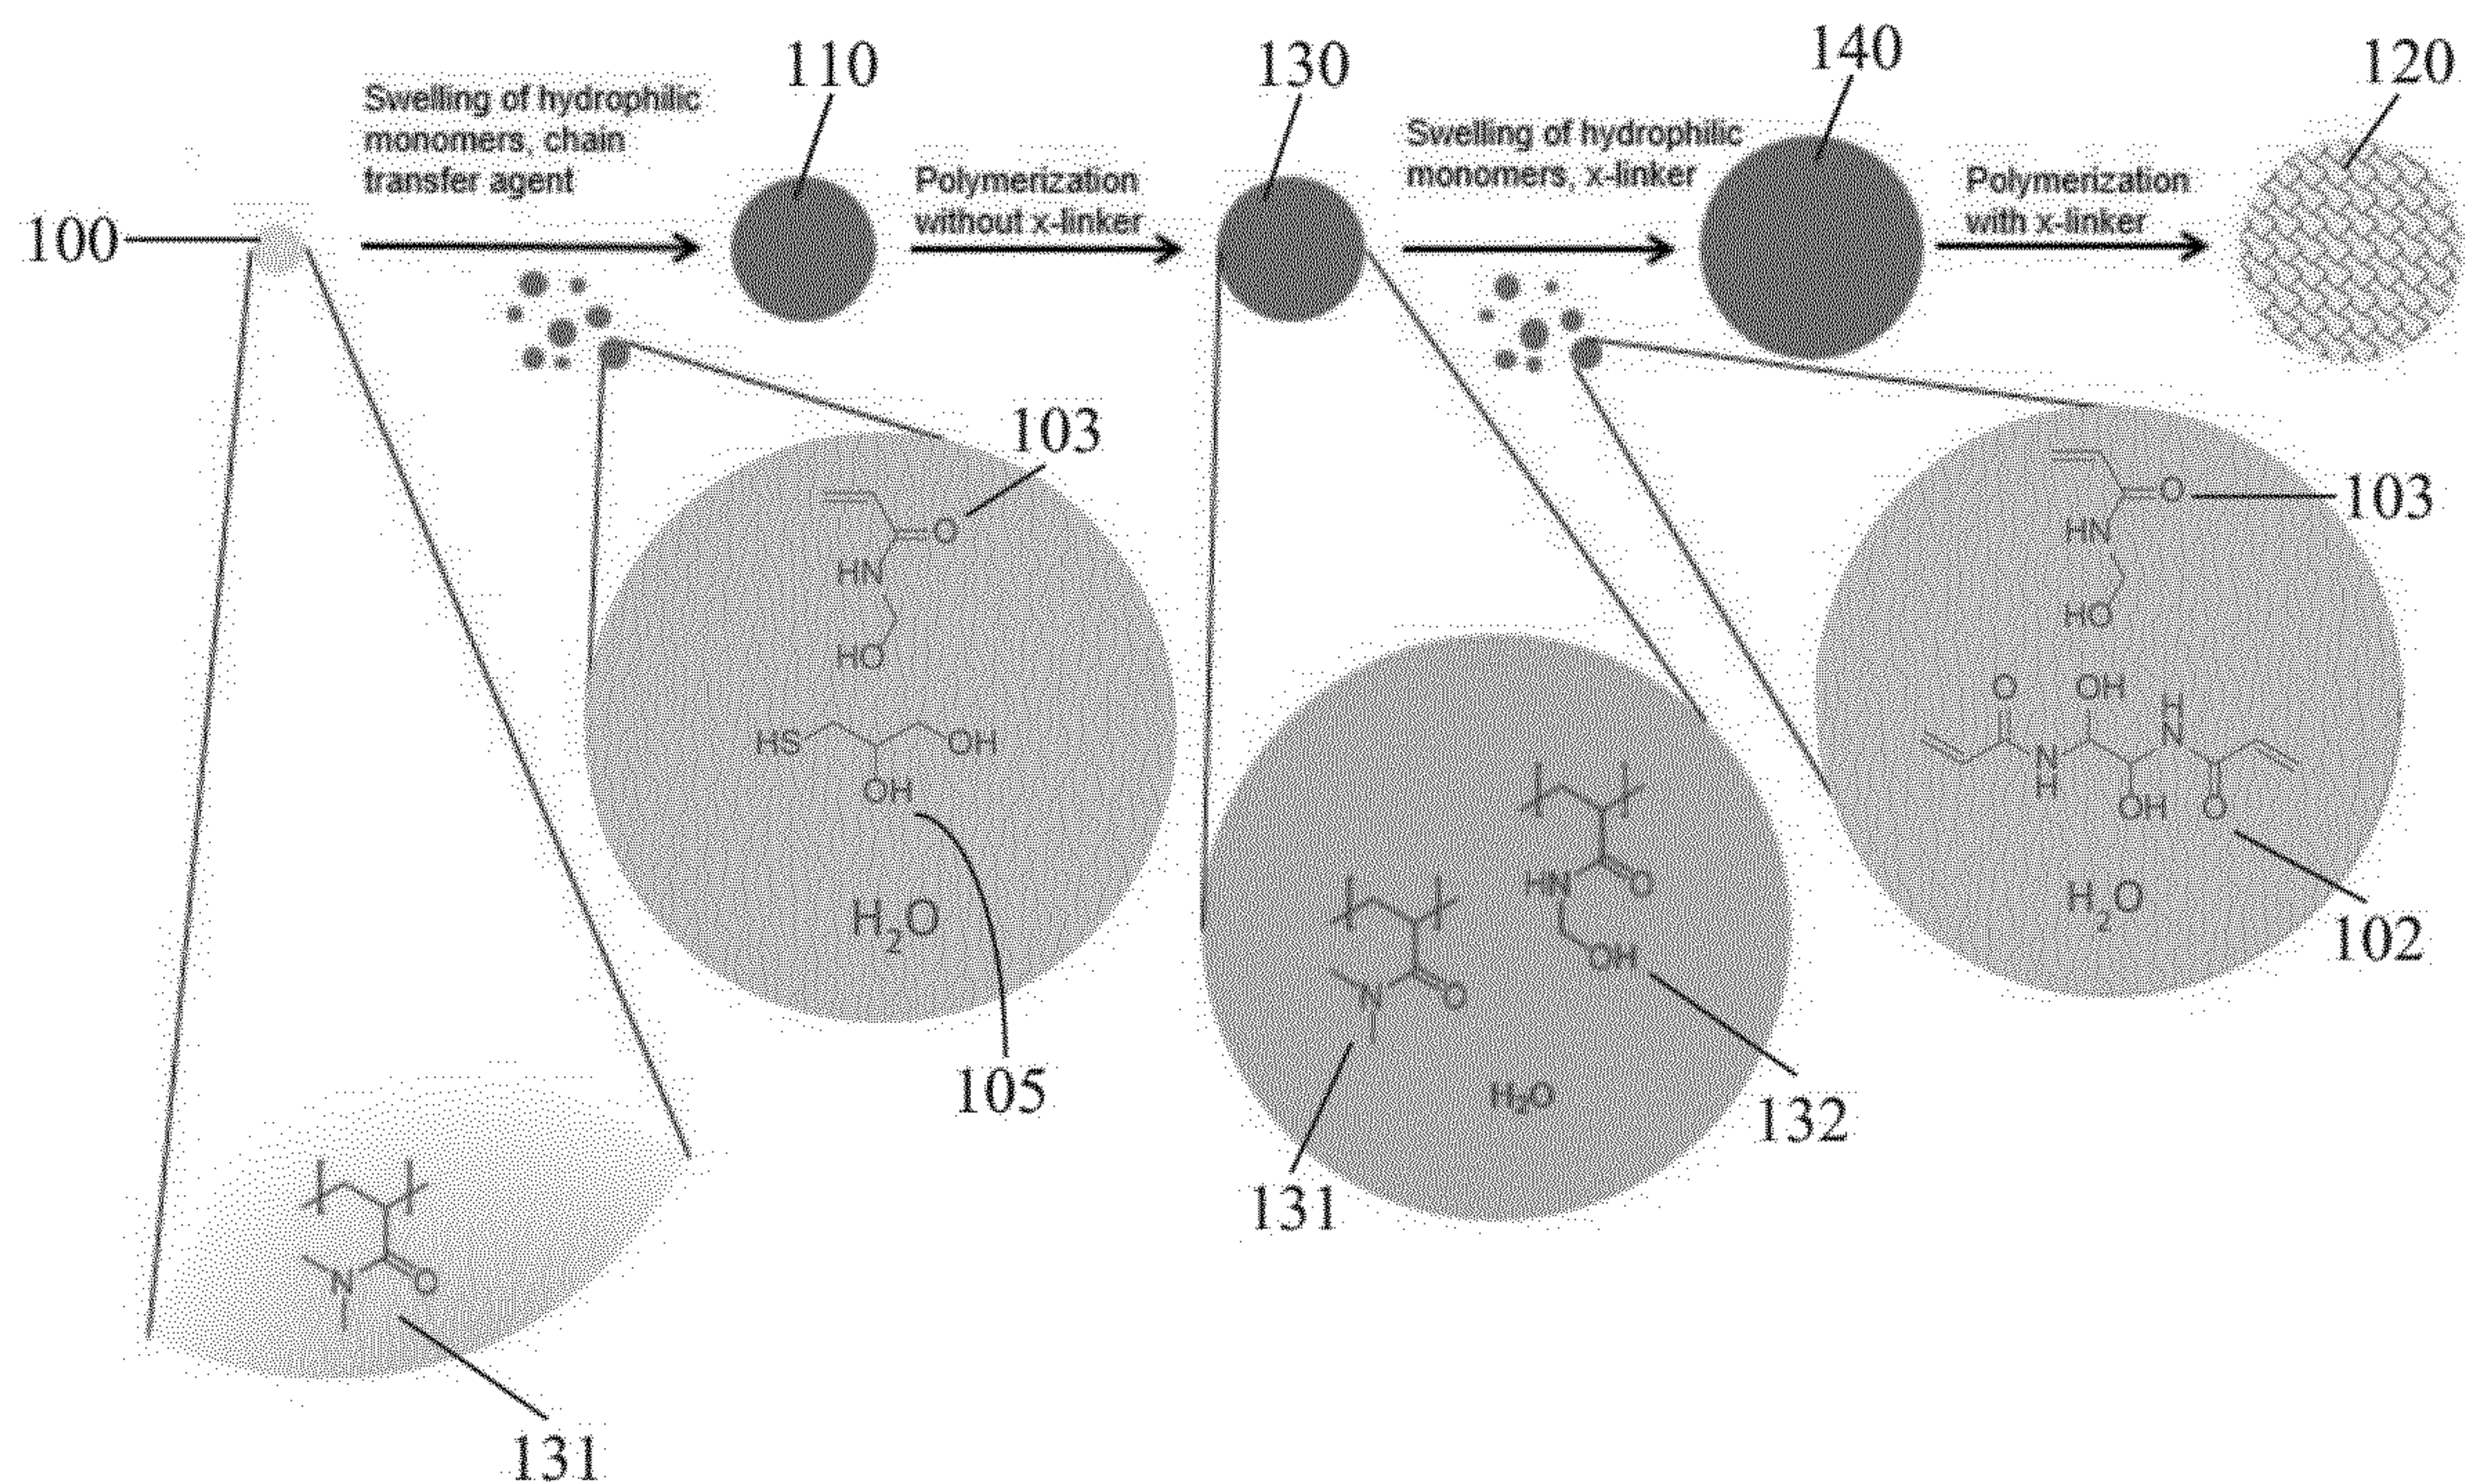 110
130
140
120
Swelling of hydrophilic
monomers, chain
transfer agent
Polymerization
without x-linker
Swelling of hydrophilic
monomers, x-linker
Polymerization
with x-linker
100
103
O
HN
HO
HS
OH
OH
H₂O
105
103
O
HN
HO
O
OH
H
N
N
H
OH
O
H₂O
102
HN
O
OH
N
O
H₂O
132
131
N
O
131